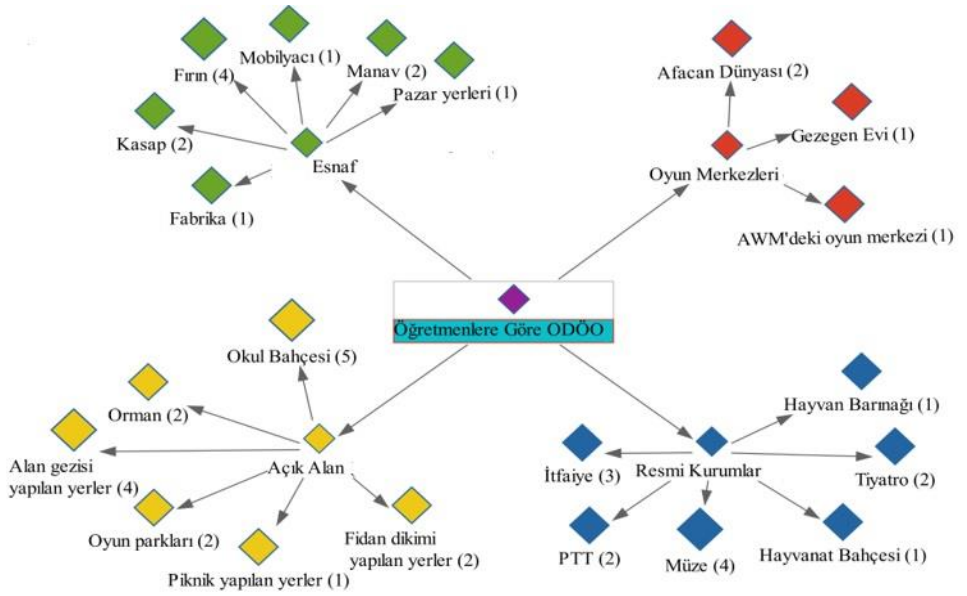 Mobilyacı (1)
Fırın (4)
Manav (2)
Pazar yerleri (1)
Kasap (2)
Esnaf
Fabrika (1)
Afacan Dünyası (2)
Gezegen Evi (1)
Oyun Merkezleri
AWM'deki oyun merkezi (1)
Öğretmenlere Göre ODÖO
Okul Bahçesi (5)
Orman (2)
Açık Alan
Alan gezisi
yapılan yerler (4)
Oyun parkları (2)
Piknik yapılan yerler (1)
Fidan dikimi
yapılan yerler (2)
Hayvan Barınağı (1)
İtfaiye (3)
Resmi Kurumlar
Tiyatro (2)
PTT (2)
Müze (4)
Hayvanat Bahçesi (1)